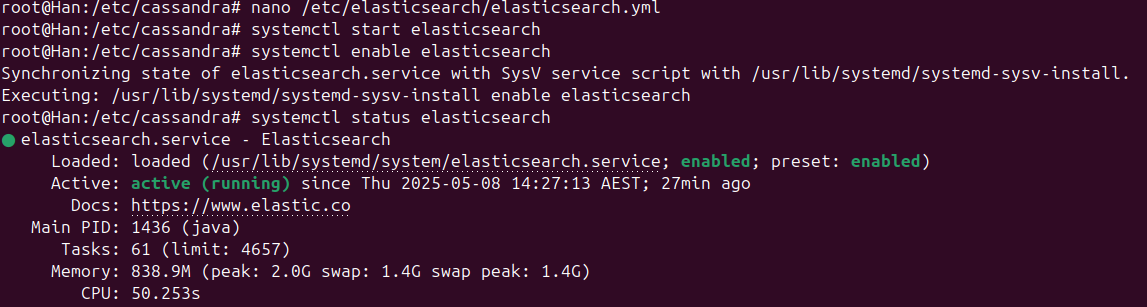 root@Han:/etc/cassandra# nano /etc/elasticsearch/elasticsearch.yml
root@Han:/etc/cassandra# systemctl start elasticsearch
root@Han:/etc/cassandra# systemctl enable elasticsearch
Synchronizing state of elasticsearch.service with SysV service script with /usr/lib/systemd/systemd-sysv-install.
Executing: /usr/lib/systemd/systemd-sysv-install enable elasticsearch
root@Han:/etc/cassandra# systemctl status elasticsearch
● elasticsearch.service - Elasticsearch
     Loaded: loaded (/usr/lib/systemd/system/elasticsearch.service; enabled; preset: enabled)
     Active: active (running) since Thu 2025-05-08 14:27:13 AEST; 27min ago
       Docs: https://www.elastic.co
   Main PID: 1436 (java)
      Tasks: 61 (limit: 4657)
     Memory: 838.9M (peak: 2.0G swap: 1.4G swap peak: 1.4G)
        CPU: 50.253s